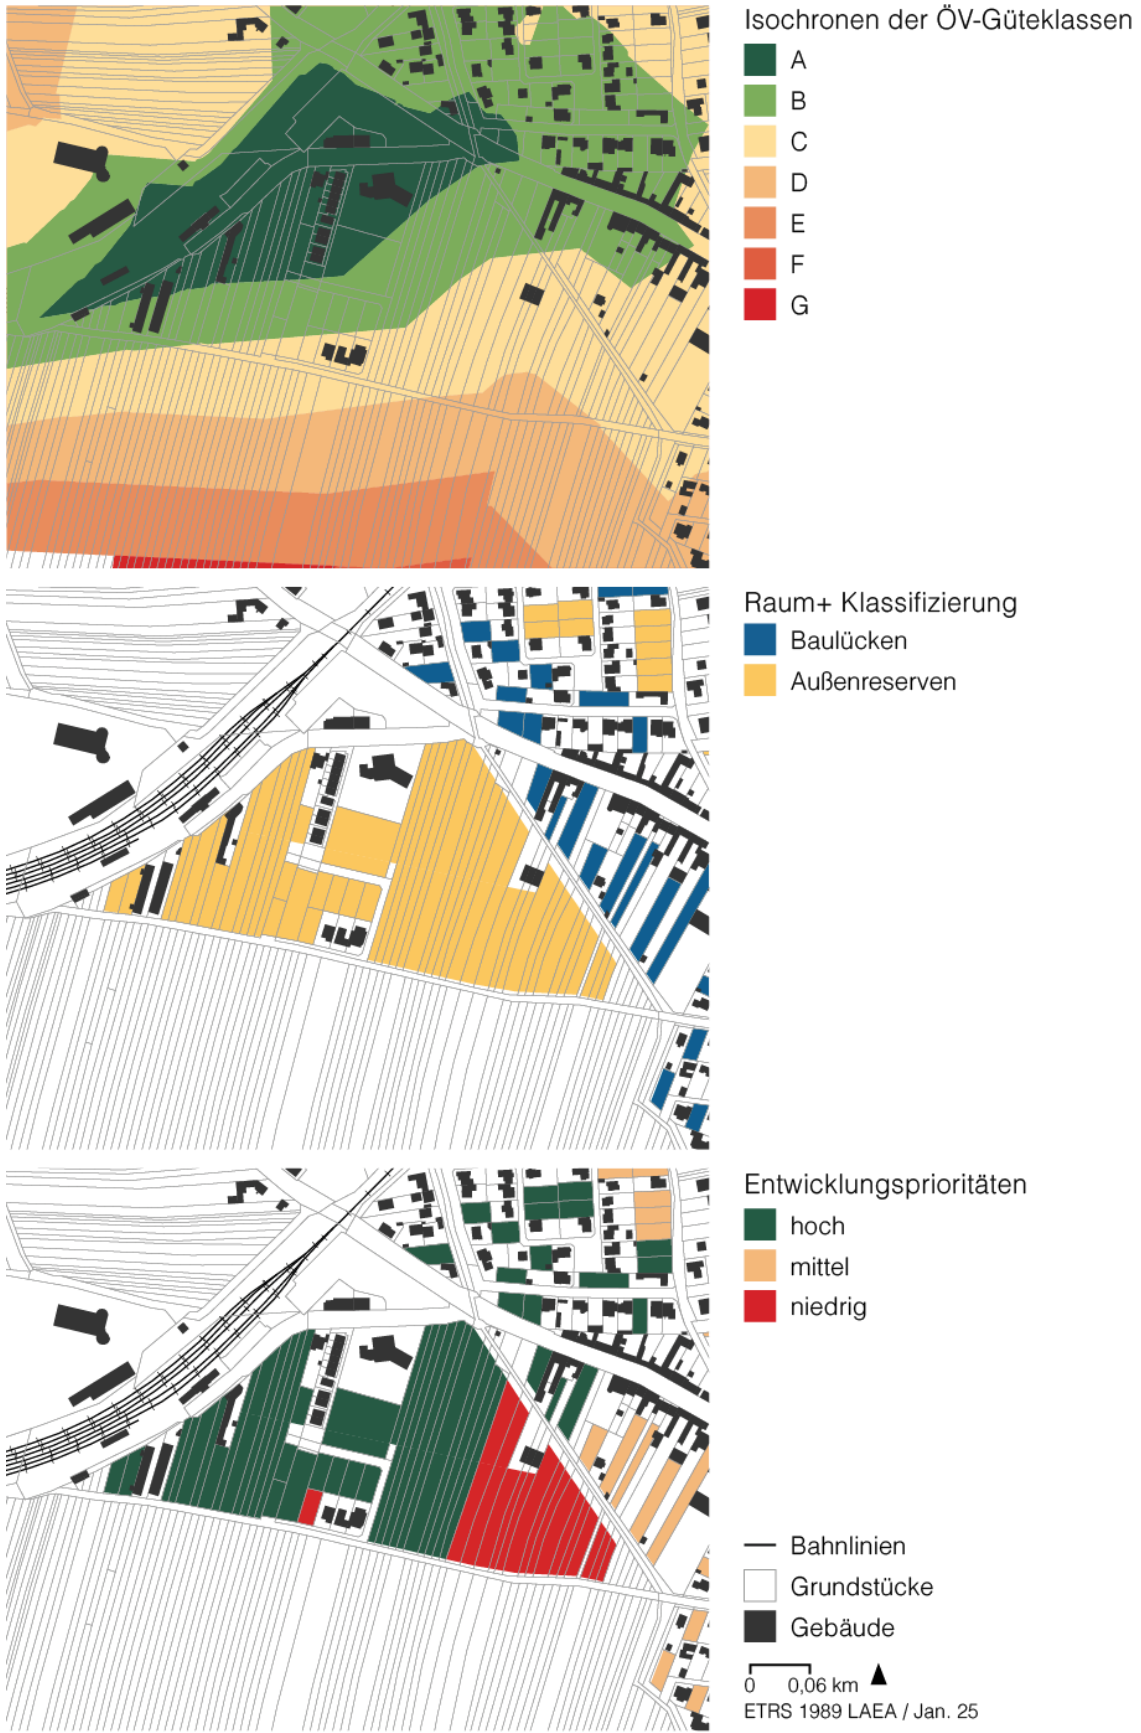 Isochronen der ÖV-Güteklassen
A
B
C
D
E
F
G
Raum+ Klassifizierung
Baulücken
Außenreserven
Entwicklungsprioritäten
hoch
mittel
niedrig
Bahnlinien
Grundstücke
Gebäude
0 0,06 km
ETRS 1989 LAEA / Jan. 25